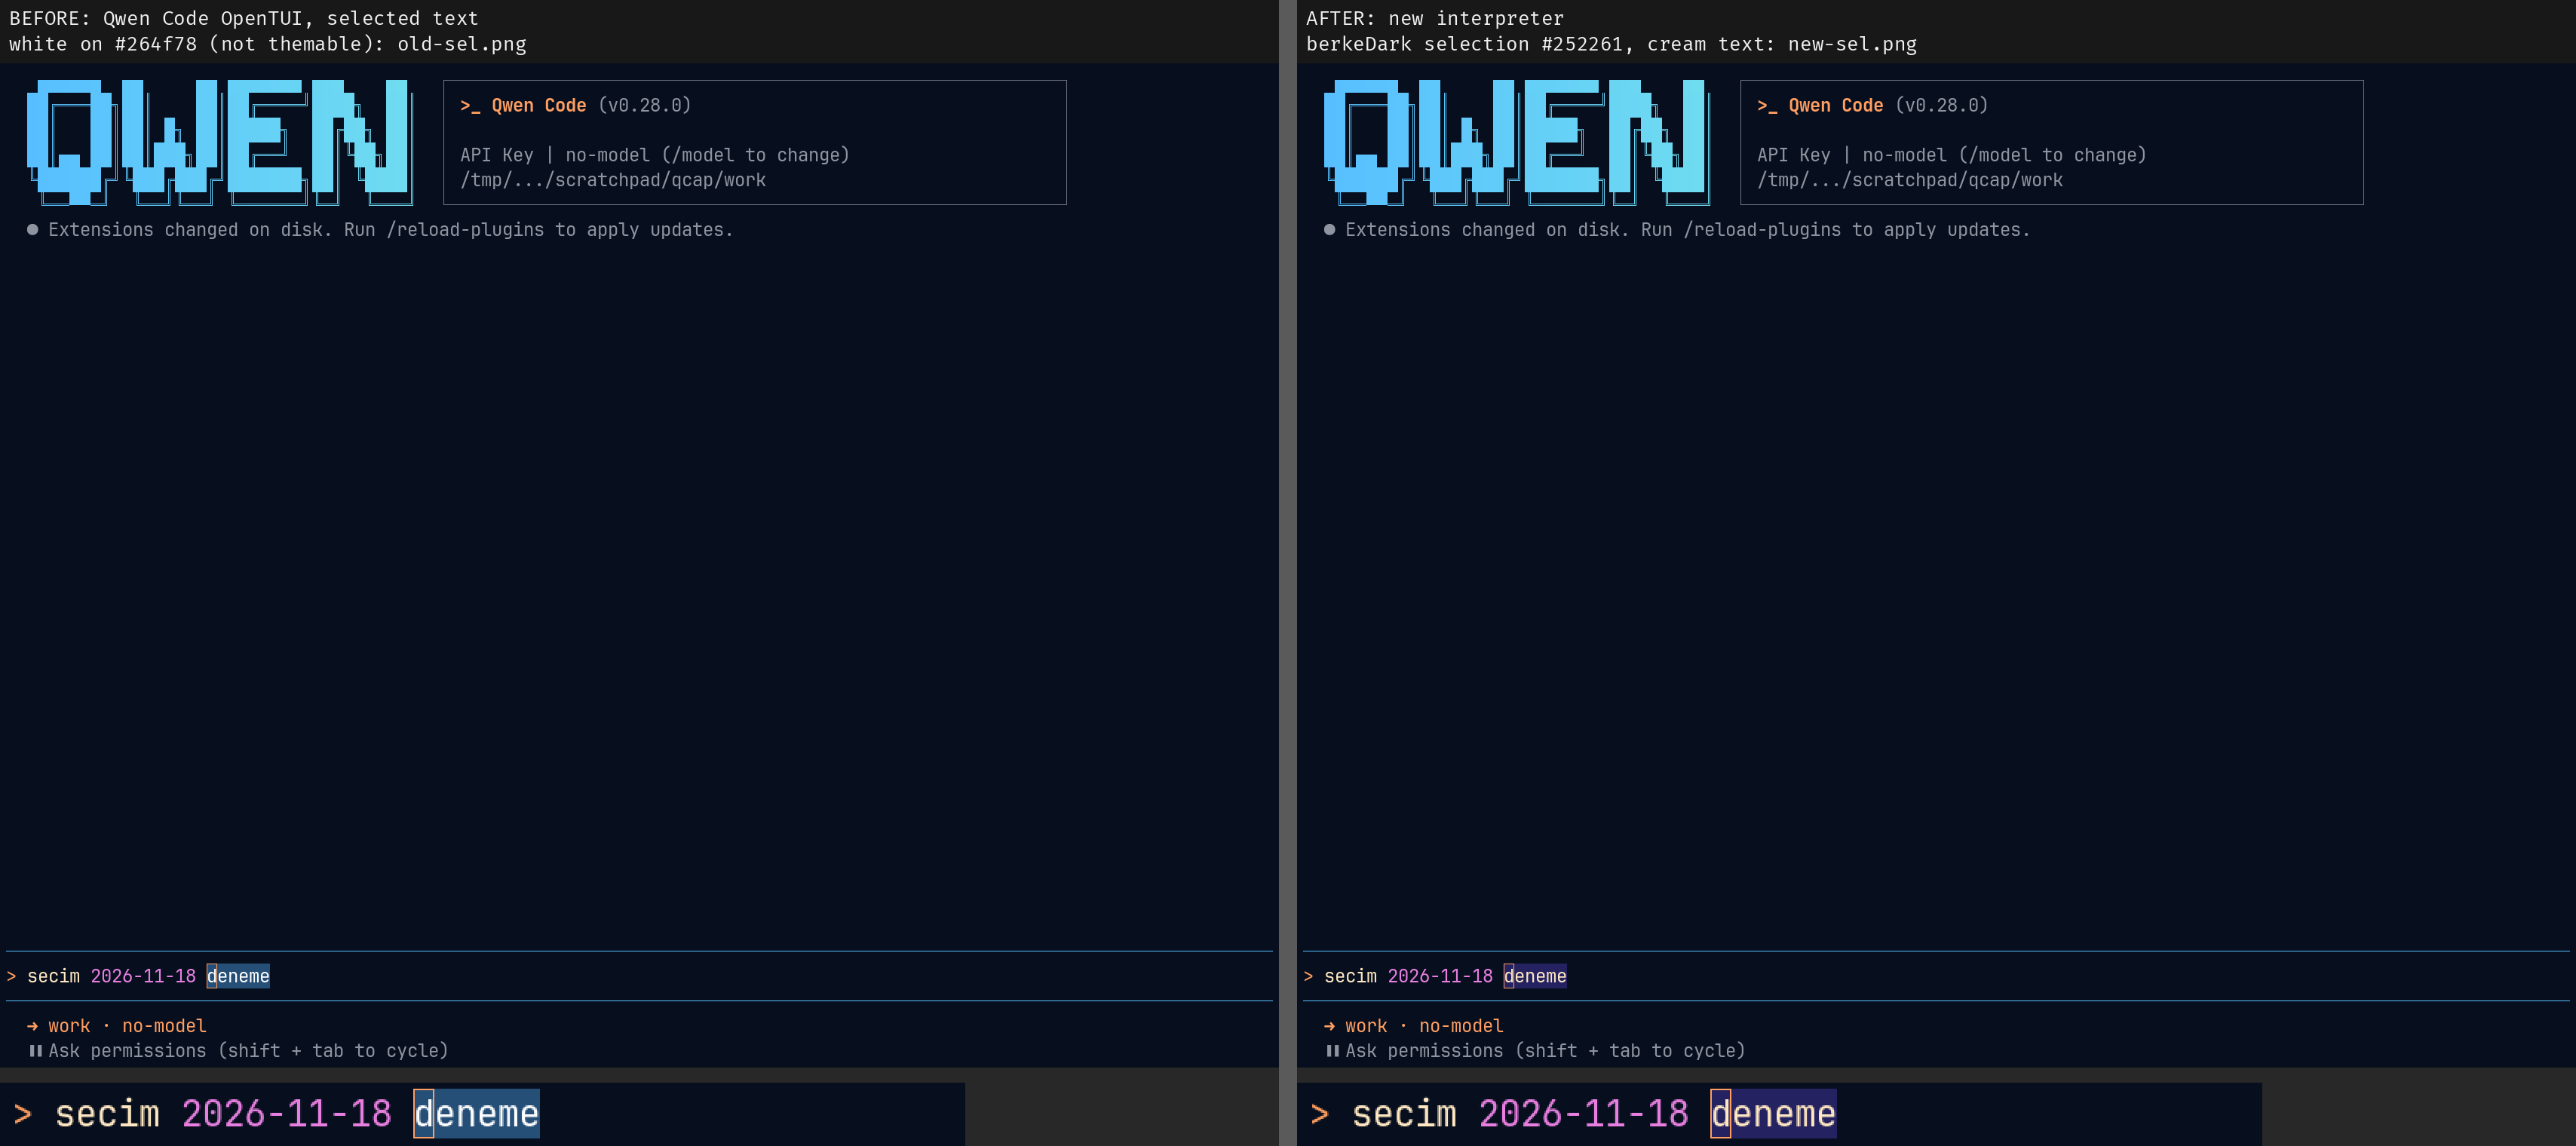 BEFORE: Qwen Code OpenTUI, selected text
white on #264f78 (not themable): old-sel.png
QWEN
>_ Qwen Code (v0.28.0)
API Key | no-model (/model to change)
/tmp/.../scratchpad/qcap/work
● Extensions changed on disk. Run /reload-plugins to apply updates.
> secim 2026-11-18 deneme
→ work · no-model
Ask permissions (shift + tab to cycle)
> secim 2026-11-18 deneme
AFTER: new interpreter
berkeDark selection #252261, cream text: new-sel.png
QWEN
>_ Qwen Code (v0.28.0)
API Key | no-model (/model to change)
/tmp/.../scratchpad/qcap/work
● Extensions changed on disk. Run /reload-plugins to apply updates.
> secim 2026-11-18 deneme
→ work · no-model
Ask permissions (shift + tab to cycle)
> secim 2026-11-18 deneme